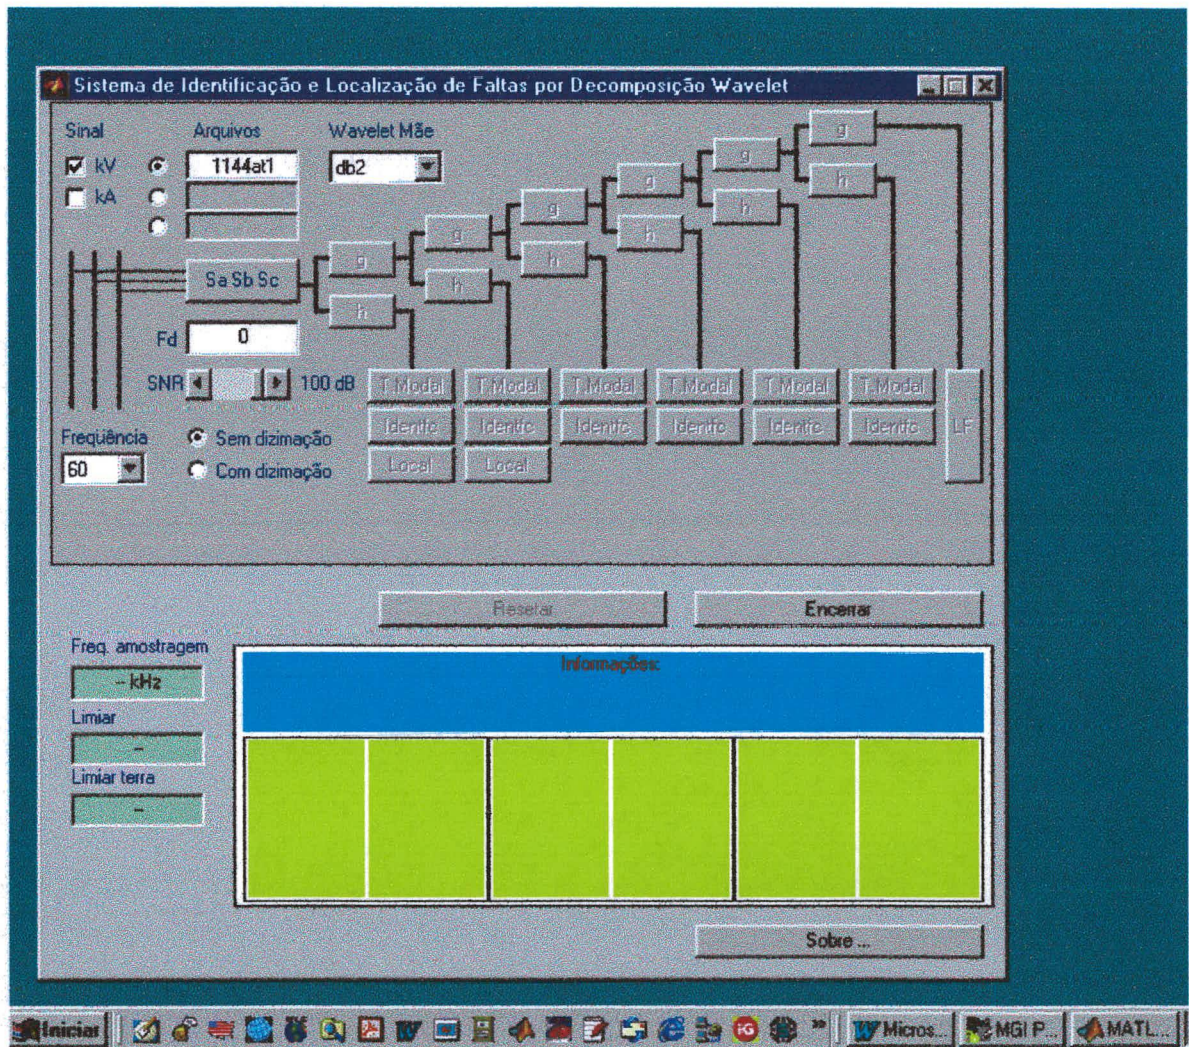 Sistema de Identificação e Localização de Faltas por Decomposição Wavelet
Sinal
Arquivos
Wavelet Mãe
kV
1144at1
db2
kA
g
h
g
h
g
h
g
h
g
h
g
h
Sa Sb Sc
Fd
0
SNR
100 dB
T.Modal T.Modal T.Modal T.Modal T.Modal T.Modal
Identfc Identfc Identfc Identfc Identfc Identfc
LF
Local Local
Freqüência
60
Sem dizimação
Com dizimação
Resetar
Encerrar
Freq. amostragem
-- kHz
Limiar
--
Limiar terra
--
Informações:
Sobre ...
Iniciar
W
iG
»
W Micros...
MGI P...
MATL...